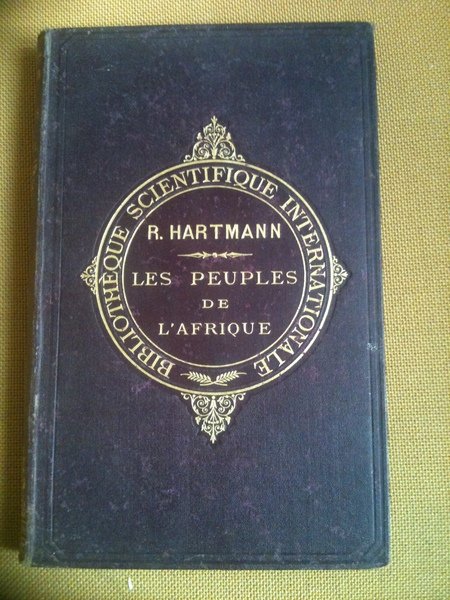 BIBLIOTHÈQUE SCIENTIFIQUE INTERNATIONALE
R. HARTMANN
LES PEUPLES
DE
L'AFRIQUE